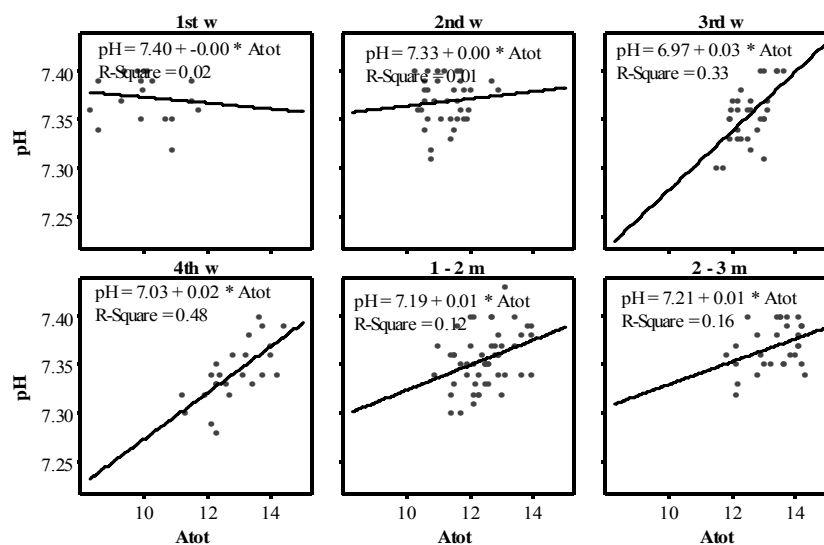 1st w
pH = 7.40 + -0.00 * Atot
R-Square = 0.02
2nd w
pH = 7.33 + 0.00 * Atot
R-Square = 0.01
3rd w
pH = 6.97 + 0.03 * Atot
R-Square = 0.33
pH
7.40
7.35
7.30
7.25
4th w
pH = 7.03 + 0.02 * Atot
R-Square = 0.48
1 - 2 m
pH = 7.19 + 0.01 * Atot
R-Square = 0.12
2 - 3 m
pH = 7.21 + 0.01 * Atot
R-Square = 0.16
pH
7.40
7.35
7.30
7.25
10 12 14
10 12 14
10 12 14
Atot
Atot
Atot